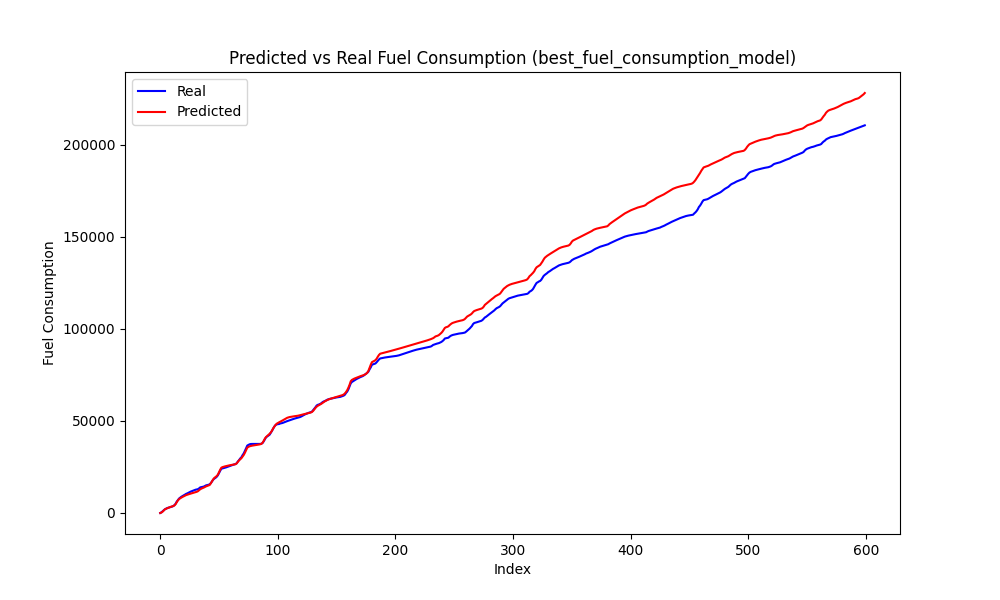 Predicted vs Real Fuel Consumption (best_fuel_consumption_model)
Real
Predicted
Fuel Consumption
200000
150000
100000
50000
0
0 100 200 300 400 500 600
Index